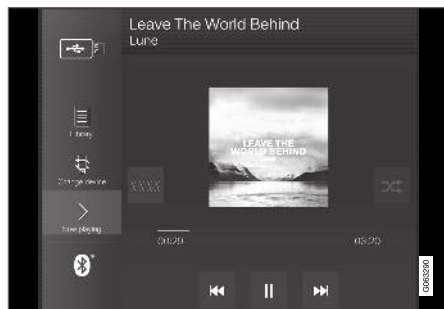 Leave The World Behind
Lune
Library
Change device
Now playing
LEAVE THE
WORLD BEHIND
XXXX
00:29
03:20
G063290